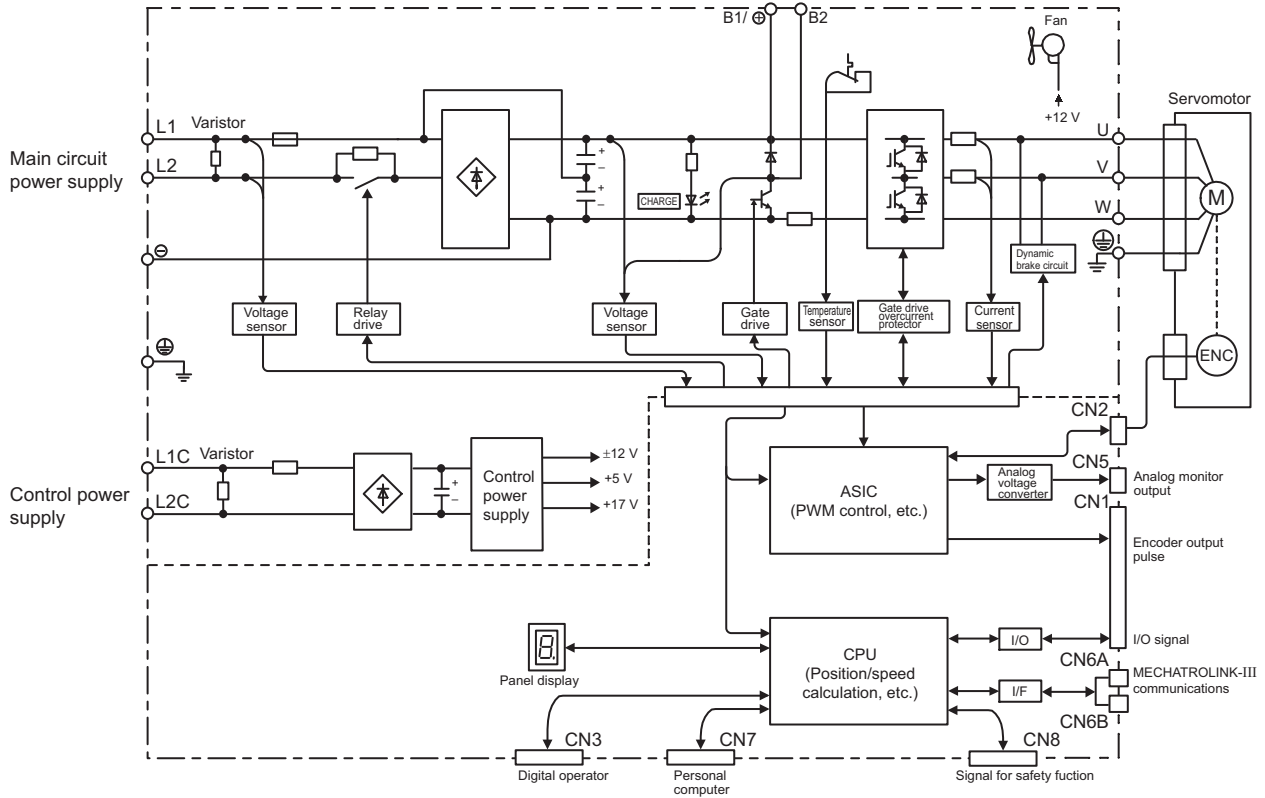 B1/ ⊕
B2
Fan
+12 V
Servomotor
Main circuit
power supply
L1
Varistor
L2
+
–
+
–
CHARGE
U
V
W
M
⊖
Dynamic
brake circuit
Voltage
sensor
Relay
drive
Voltage
sensor
Gate
drive
Temperature
sensor
Gate drive
overcurrent
protector
Current
sensor
ENC
CN2
Control power
supply
L1C
Varistor
L2C
+
–
Control
power
supply
±12 V
+5 V
+17 V
ASIC
(PWM control, etc.)
Analog
voltage
converter
CN5
Analog monitor
output
CN1
Encoder output
pulse
8.
Panel display
CPU
(Position/speed
calculation, etc.)
I/O
I/O signal
CN6A
I/F
MECHATROLINK-III
communications
CN6B
CN3
Digital operator
CN7
Personal
computer
CN8
Signal for safety fuction